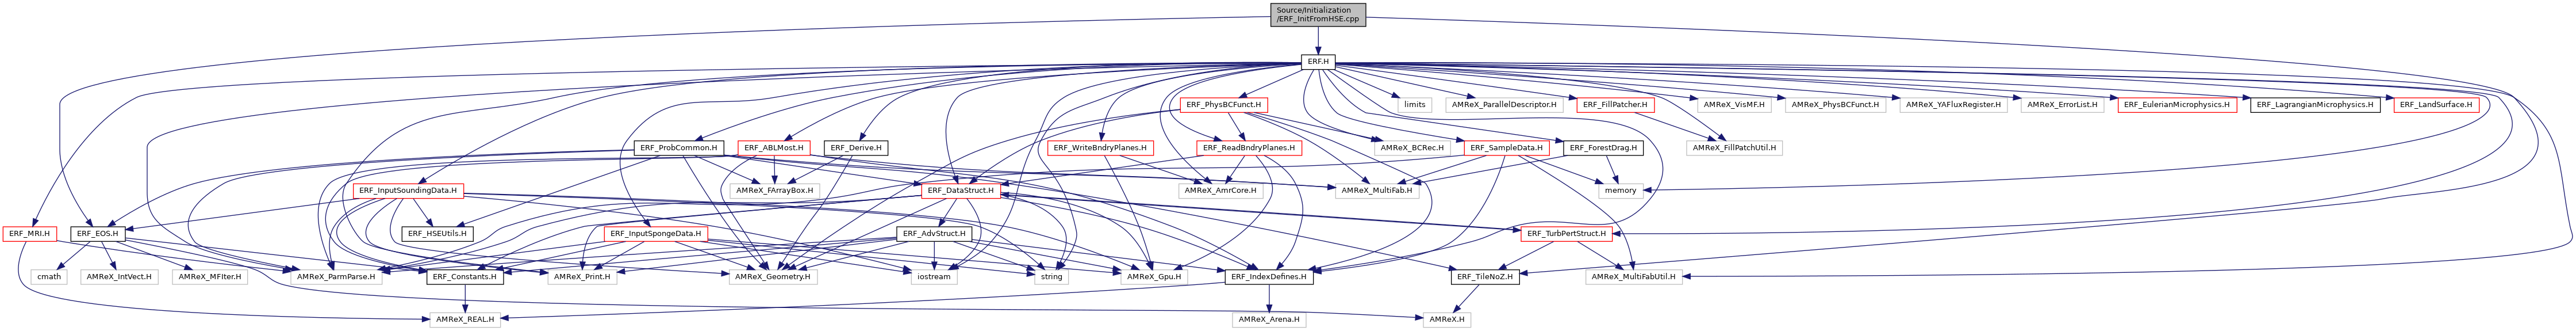 Source/Initialization
/ERF_InitFromHSE.cpp
ERF.H
ERF_PhysBCFunct.H
limits
AMReX_ParallelDescriptor.H
ERF_FillPatcher.H
AMReX_VisMF.H
AMReX_PhysBCFunct.H
AMReX_YAFluxRegister.H
AMReX_ErrorList.H
ERF_EulerianMicrophysics.H
ERF_LagrangianMicrophysics.H
ERF_LandSurface.H
ERF_ProbCommon.H
ERF_ABLMost.H
ERF_Derive.H
ERF_WriteBndryPlanes.H
ERF_ReadBndryPlanes.H
AMReX_BCRec.H
ERF_SampleData.H
ERF_ForestDrag.H
AMReX_FillPatchUtil.H
ERF_InputSoundingData.H
AMReX_FArrayBox.H
ERF_DataStruct.H
AMReX_AmrCore.H
AMReX_MultiFab.H
memory
ERF_MRI.H
ERF_EOS.H
ERF_HSEUtils.H
ERF_InputSpongeData.H
ERF_AdvStruct.H
ERF_TurbPertStruct.H
cmath
AMReX_IntVect.H
AMReX_MFIter.H
AMReX_ParmParse.H
ERF_Constants.H
AMReX_Print.H
AMReX_Geometry.H
iostream
string
AMReX_Gpu.H
ERF_IndexDefines.H
ERF_TileNoZ.H
AMReX_MultiFabUtil.H
AMReX_REAL.H
AMReX_Arena.H
AMReX.H